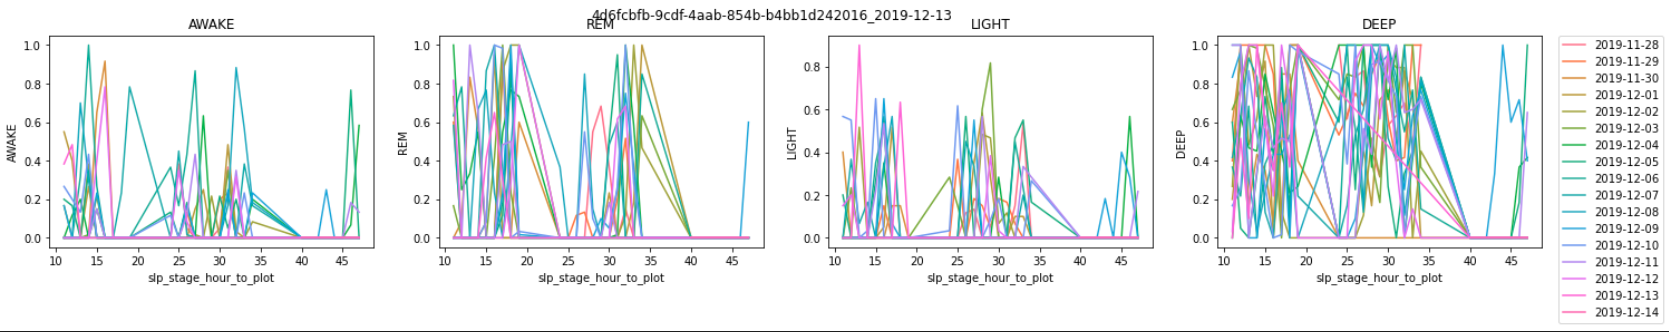 4d6fcbfb-9cdf-4aab-854b-b4bb1d242016_2019-12-13
AWAKE
1.0
0.8
0.6
0.4
0.2
0.0
AWAKE
10 15 20 25 30 35 40 45
slp_stage_hour_to_plot
REM
1.0
0.8
0.6
0.4
0.2
0.0
REM
10 15 20 25 30 35 40 45
slp_stage_hour_to_plot
LIGHT
0.8
0.6
0.4
0.2
0.0
LIGHT
10 15 20 25 30 35 40 45
slp_stage_hour_to_plot
DEEP
1.0
0.8
0.6
0.4
0.2
0.0
DEEP
10 15 20 25 30 35 40 45
slp_stage_hour_to_plot
2019-11-28
2019-11-29
2019-11-30
2019-12-01
2019-12-02
2019-12-03
2019-12-04
2019-12-05
2019-12-06
2019-12-07
2019-12-08
2019-12-09
2019-12-10
2019-12-11
2019-12-12
2019-12-13
2019-12-14